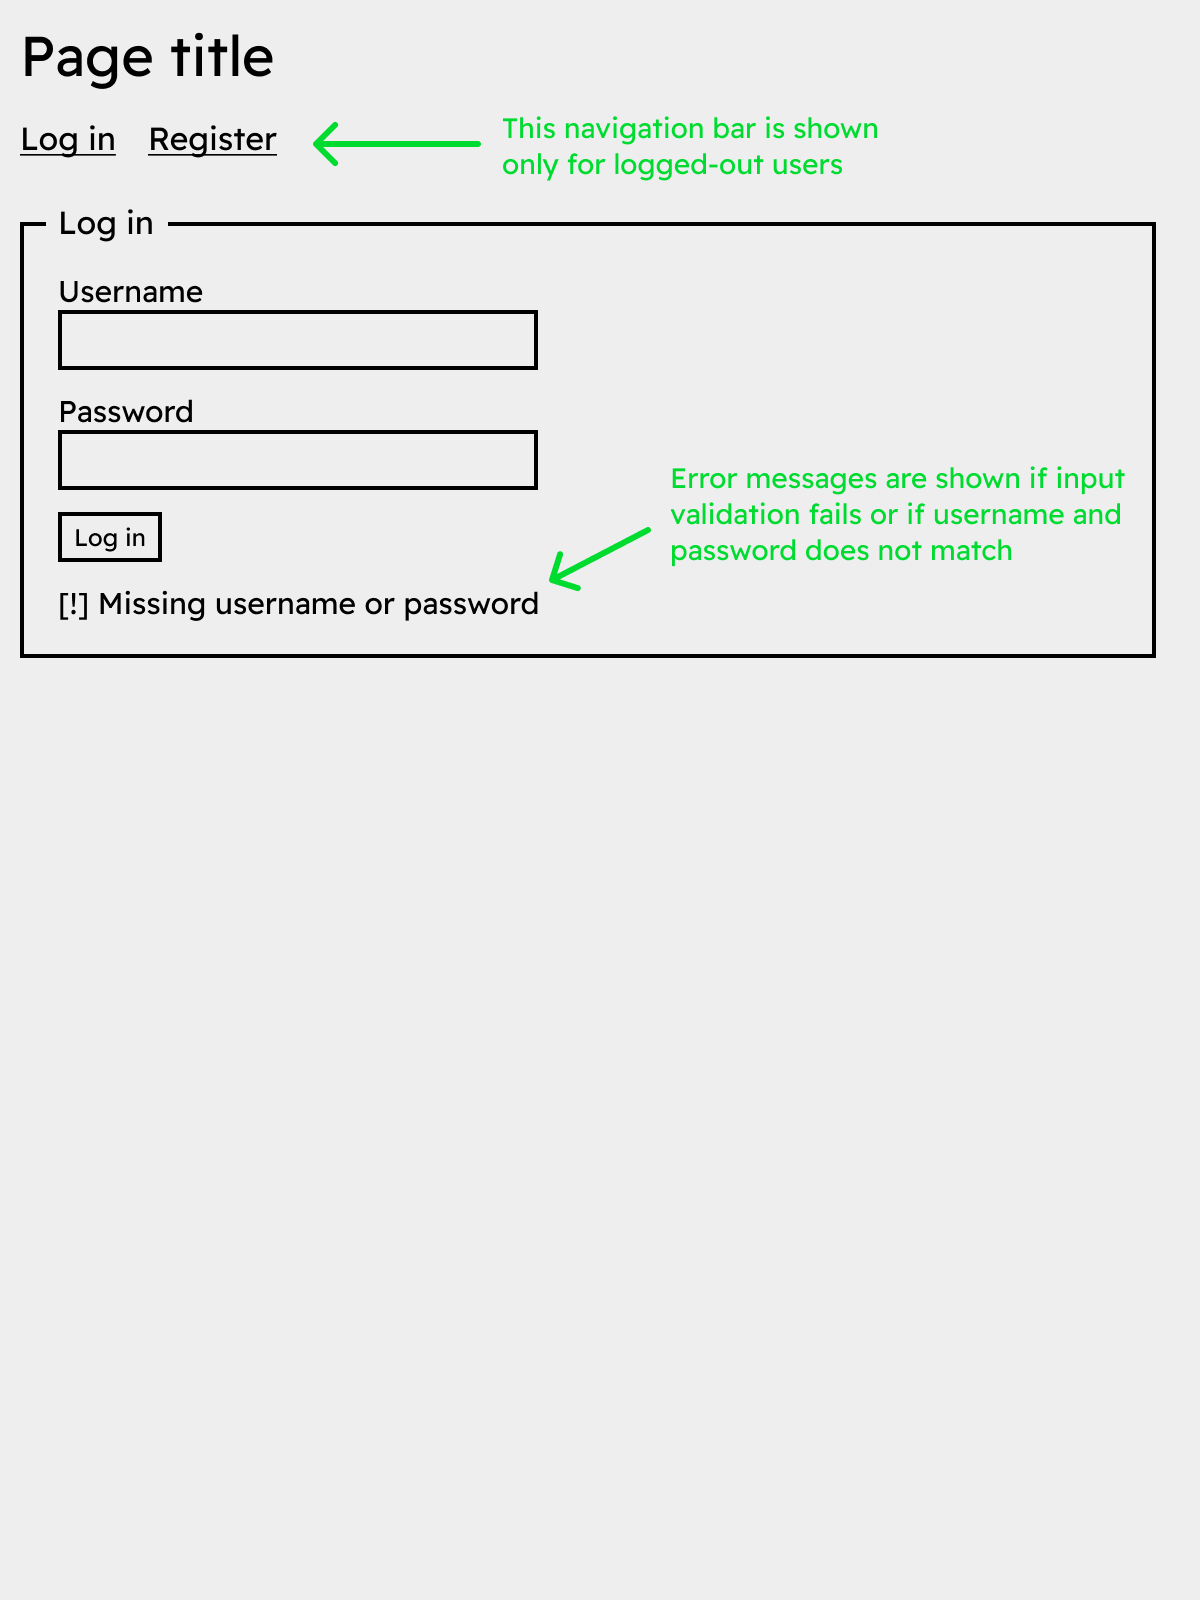 Page title
Log in Register
This navigation bar is shown
only for logged-out users
Log in
Username
Password
Log in
[!] Missing username or password
Error messages are shown if input
validation fails or if username and
password does not match